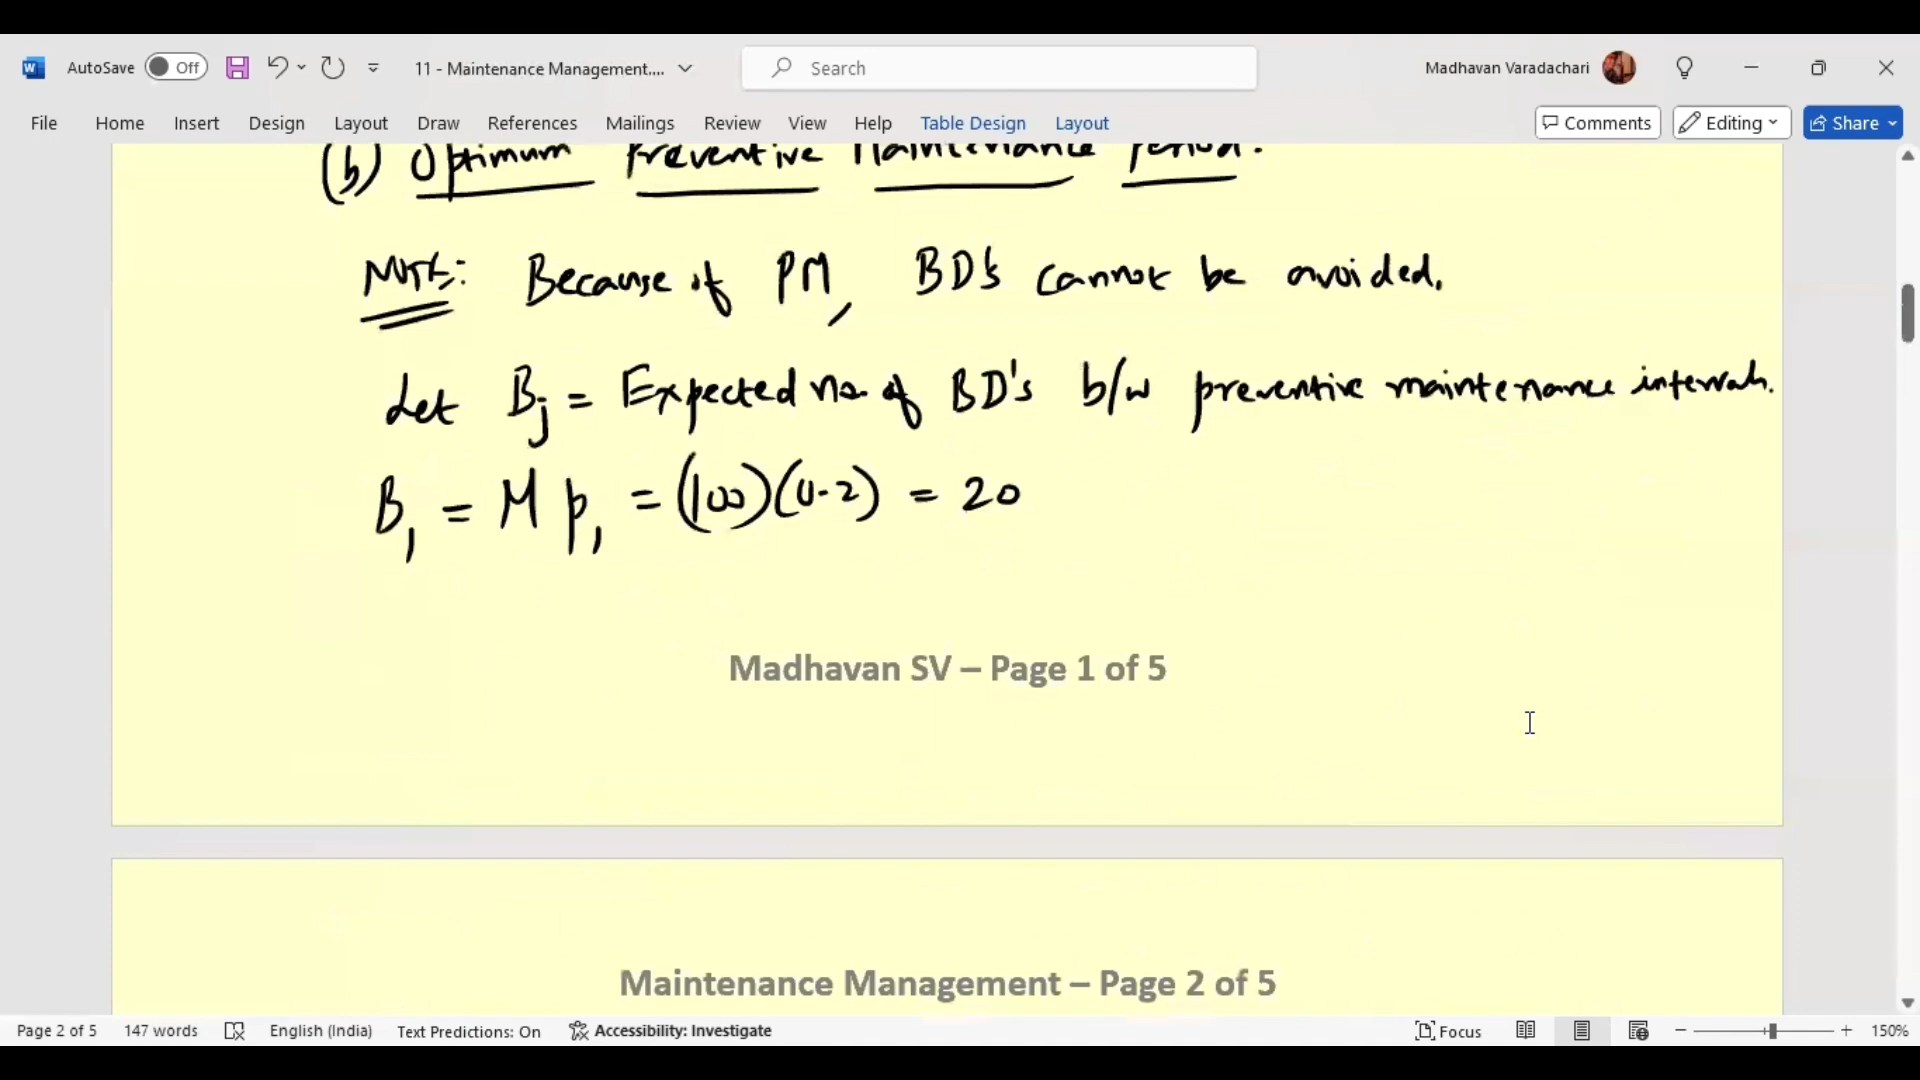 AutoSave Off 11 - Maintenance Management.... Search Madhavan Varadachari
File Home Insert Design Layout Draw References Mailings Review View Help Table Design Layout Comments Editing Share
(b) Optimum Preventive Maintenance Period.
Note: Because of PM, BD's cannot be avided.
Let Bj = Expected no. of BD's b/w preventive maintenance intervals.
B1 = M p1 = (100)(0.2) = 20
Madhavan SV – Page 1 of 5
Maintenance Management – Page 2 of 5
Page 2 of 5 147 words English (India) Text Predictions: On Accessibility: Investigate Focus 150%